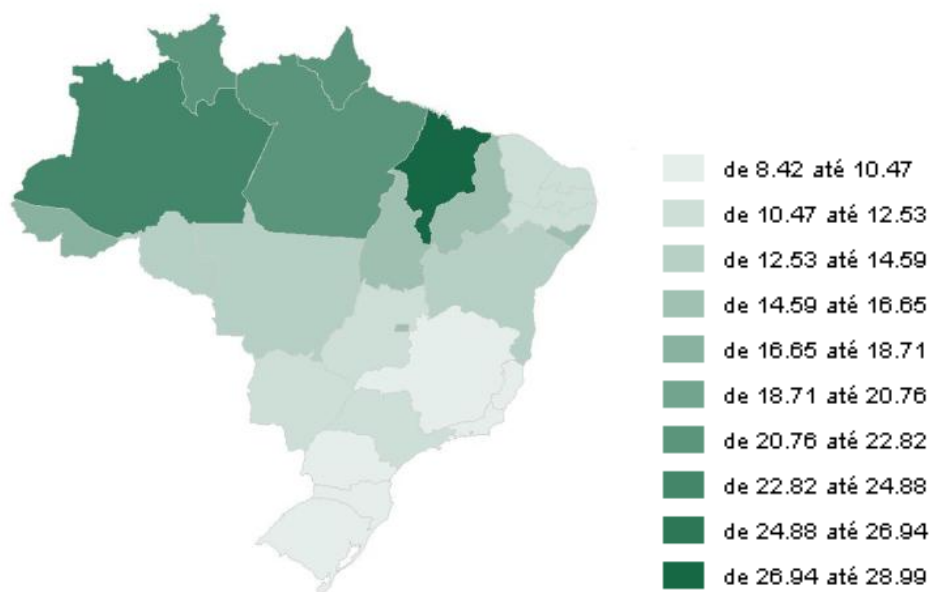 de 8.42 até 10.47
de 10.47 até 12.53
de 12.53 até 14.59
de 14.59 até 16.65
de 16.65 até 18.71
de 18.71 até 20.76
de 20.76 até 22.82
de 22.82 até 24.88
de 24.88 até 26.94
de 26.94 até 28.99